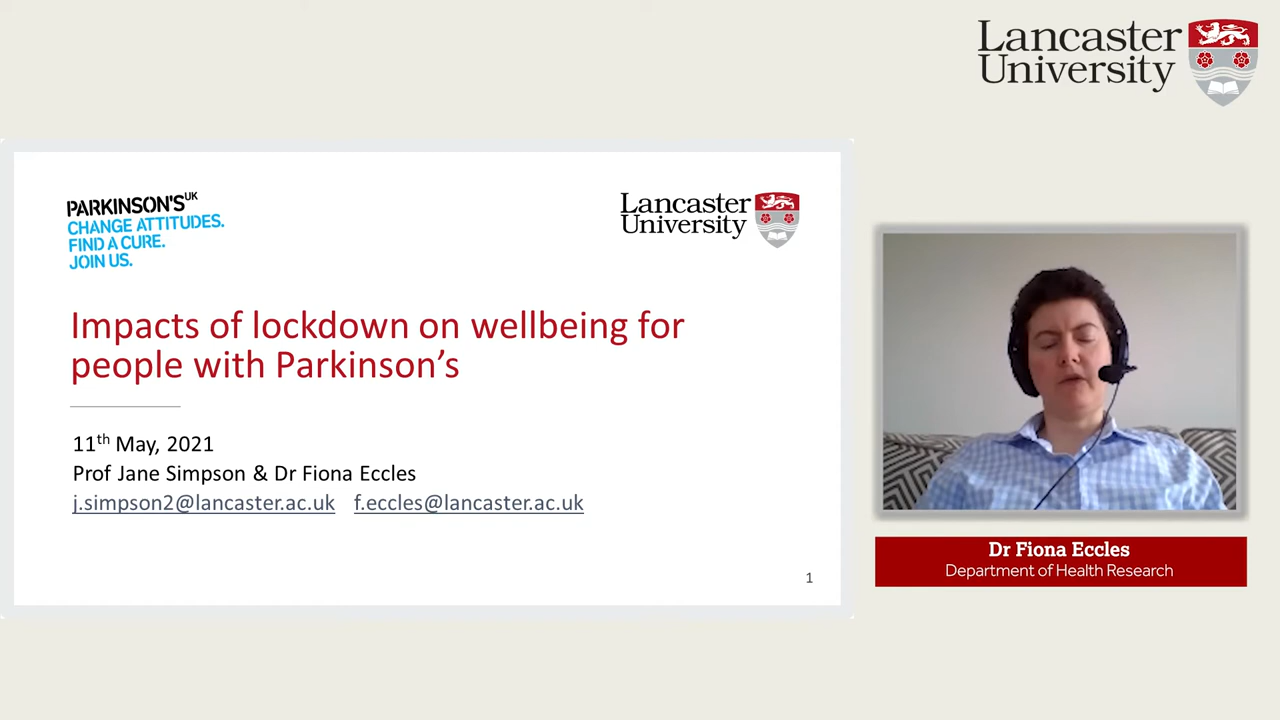 Lancaster
University
PARKINSON'S UK
CHANGE ATTITUDES.
FIND A CURE.
JOIN US.
Lancaster
University
Impacts of lockdown on wellbeing for
people with Parkinson’s
11th May, 2021
Prof Jane Simpson & Dr Fiona Eccles
j.simpson2@lancaster.ac.uk f.eccles@lancaster.ac.uk
1
Dr Fiona Eccles
Department of Health Research